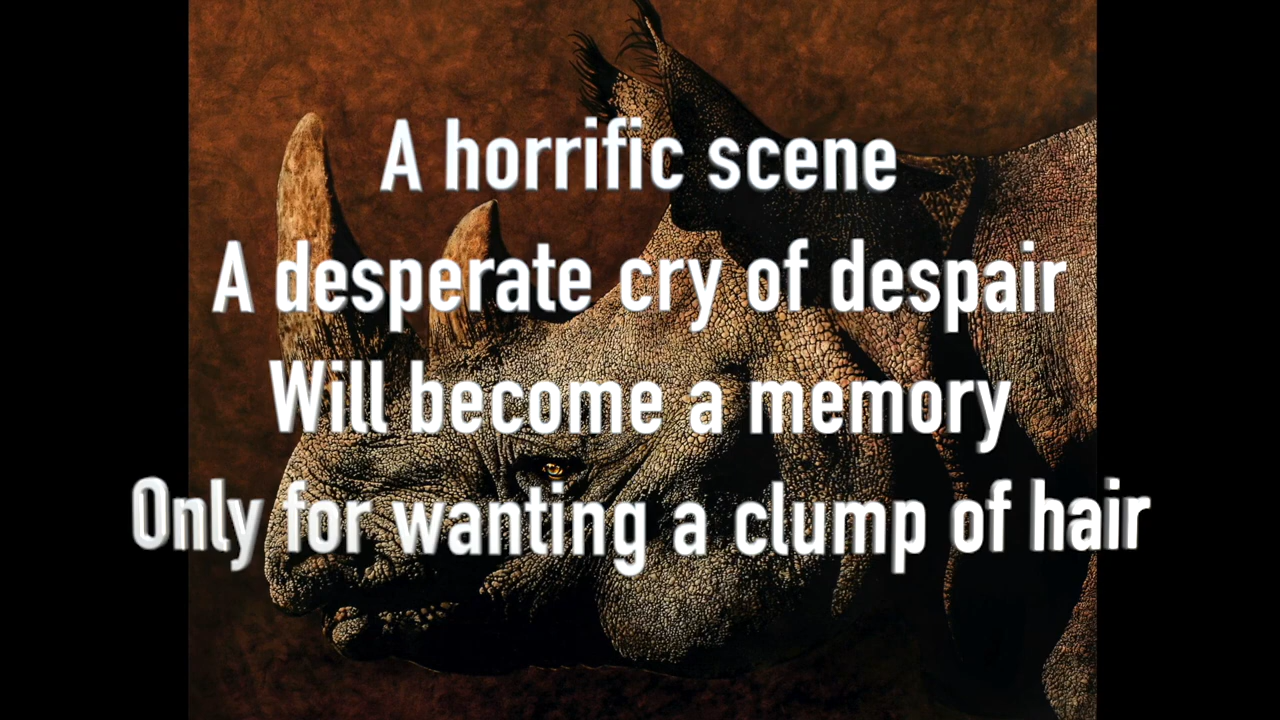 A horrific scene
A desperate cry of despair
Will become a memory
Only for wanting a clump of hair